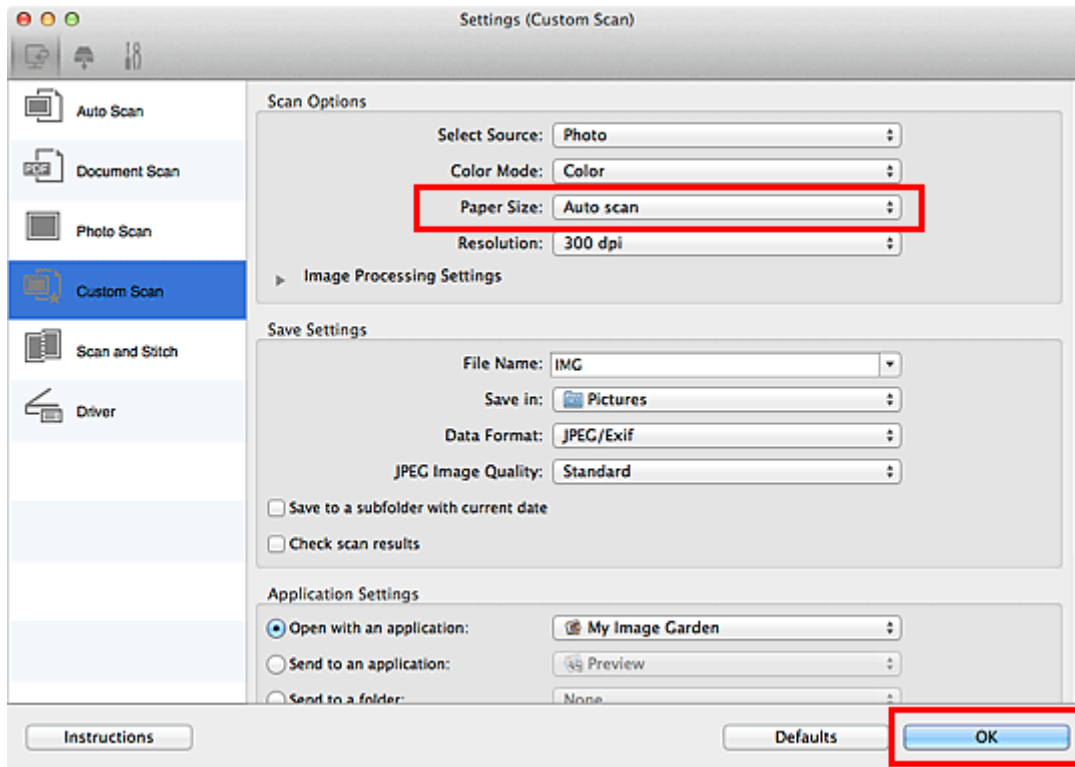 Settings (Custom Scan)
Auto Scan
Document Scan
Photo Scan
Custom Scan
Scan and Stitch
Driver
Scan Options
Select Source: Photo
Color Mode: Color
Paper Size: Auto scan
Resolution: 300 dpi
Image Processing Settings
Save Settings
File Name: IMG
Save in: Pictures
Data Format: JPEG/Exif
JPEG Image Quality: Standard
Save to a subfolder with current date
Check scan results
Application Settings
Open with an application: My Image Garden
Send to an application: Preview
Send to a folder: None
Instructions Defaults OK